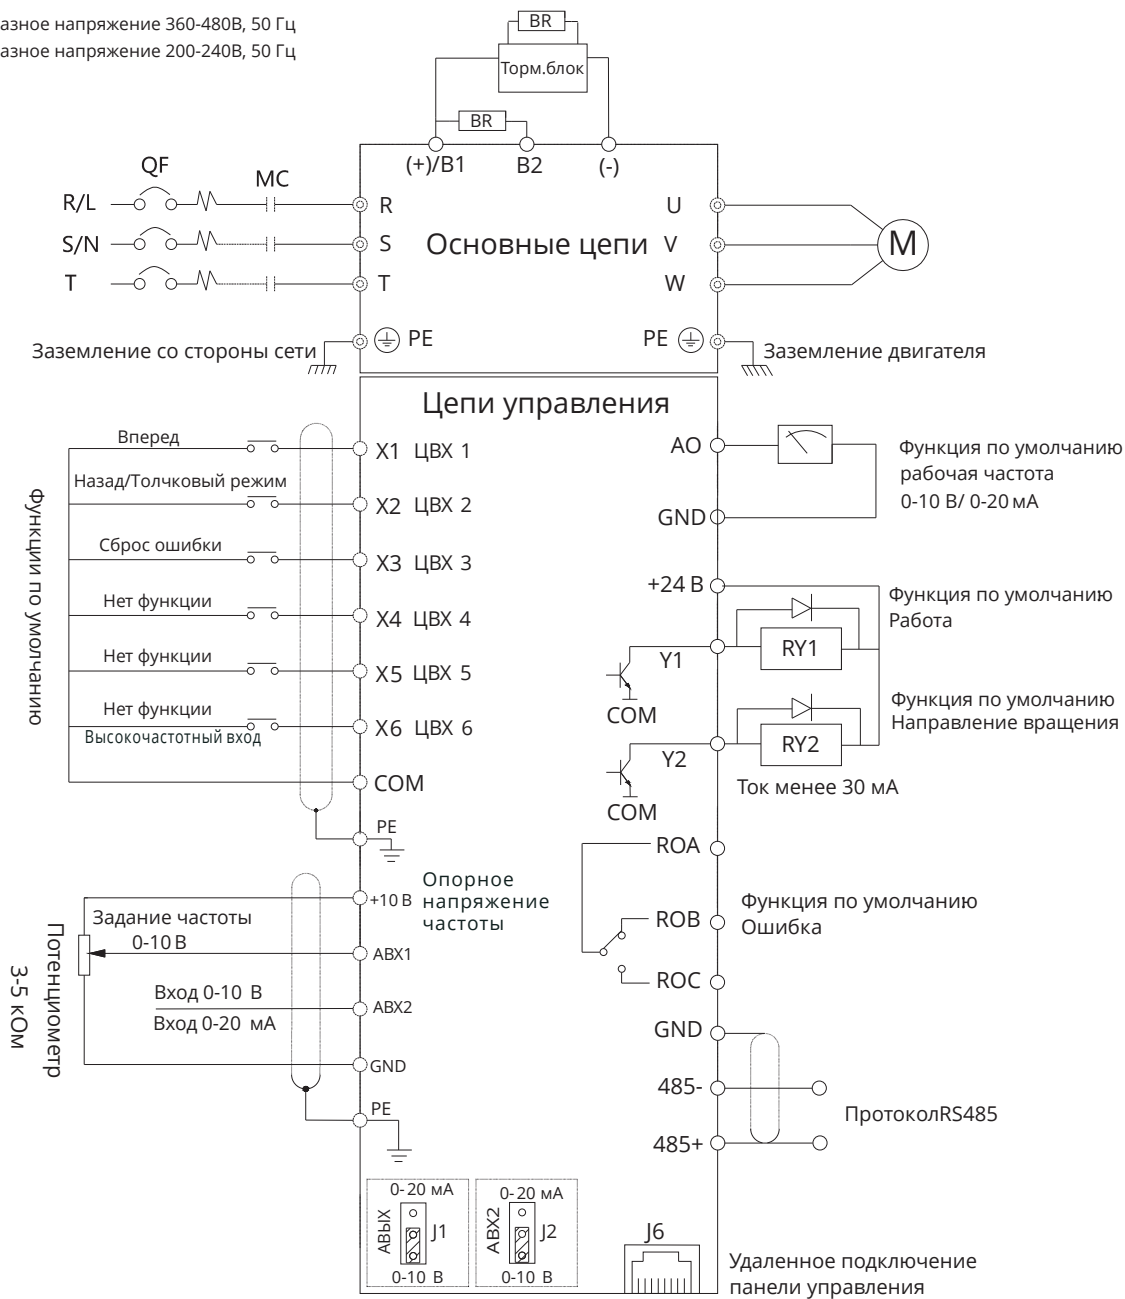 азное напряжение 360-480В, 50 Гц
азное напряжение 200-240В, 50 Гц
BR
Торм.блок
BR
(+)/B1
B2
(-)
QF
MC
R/L
R
U
S/N
S
Основные цепи
V
M
T
T
W
PE
PE
Заземление со стороны сети
Заземление двигателя
Цепи управления
Функции по умолчанию
Вперед
X1 ЦВХ 1
Назад/Толчковый режим
X2 ЦВХ 2
Сброс ошибки
X3 ЦВХ 3
Нет функции
X4 ЦВХ 4
Нет функции
X5 ЦВХ 5
Нет функции
Высокочастотный вход
X6 ЦВХ 6
COM
PE
AO
Функция по умолчанию
рабочая частота
0-10 В/ 0-20 мА
GND
+24 В
Функция по умолчанию
Работа
RY1
Y1
COM
Функция по умолчанию
Направление вращения
RY2
Y2
COM
Ток менее 30 мА
ROA
ROB
ROC
Функция по умолчанию
Ошибка
Опорное
напряжение
частоты
+10 В
Задание частоты
0-10 В
АВХ1
Потенциометр
3-5 кОм
Вход 0-10 В
Вход 0-20 мА
АВХ2
GND
PE
GND
485-
485+
ПротоколRS485
0-20 мА
АВЫХ
J1
0-10 В
0-20 мА
АВХ2
J2
0-10 В
J6
Удаленное подключение
панели управления